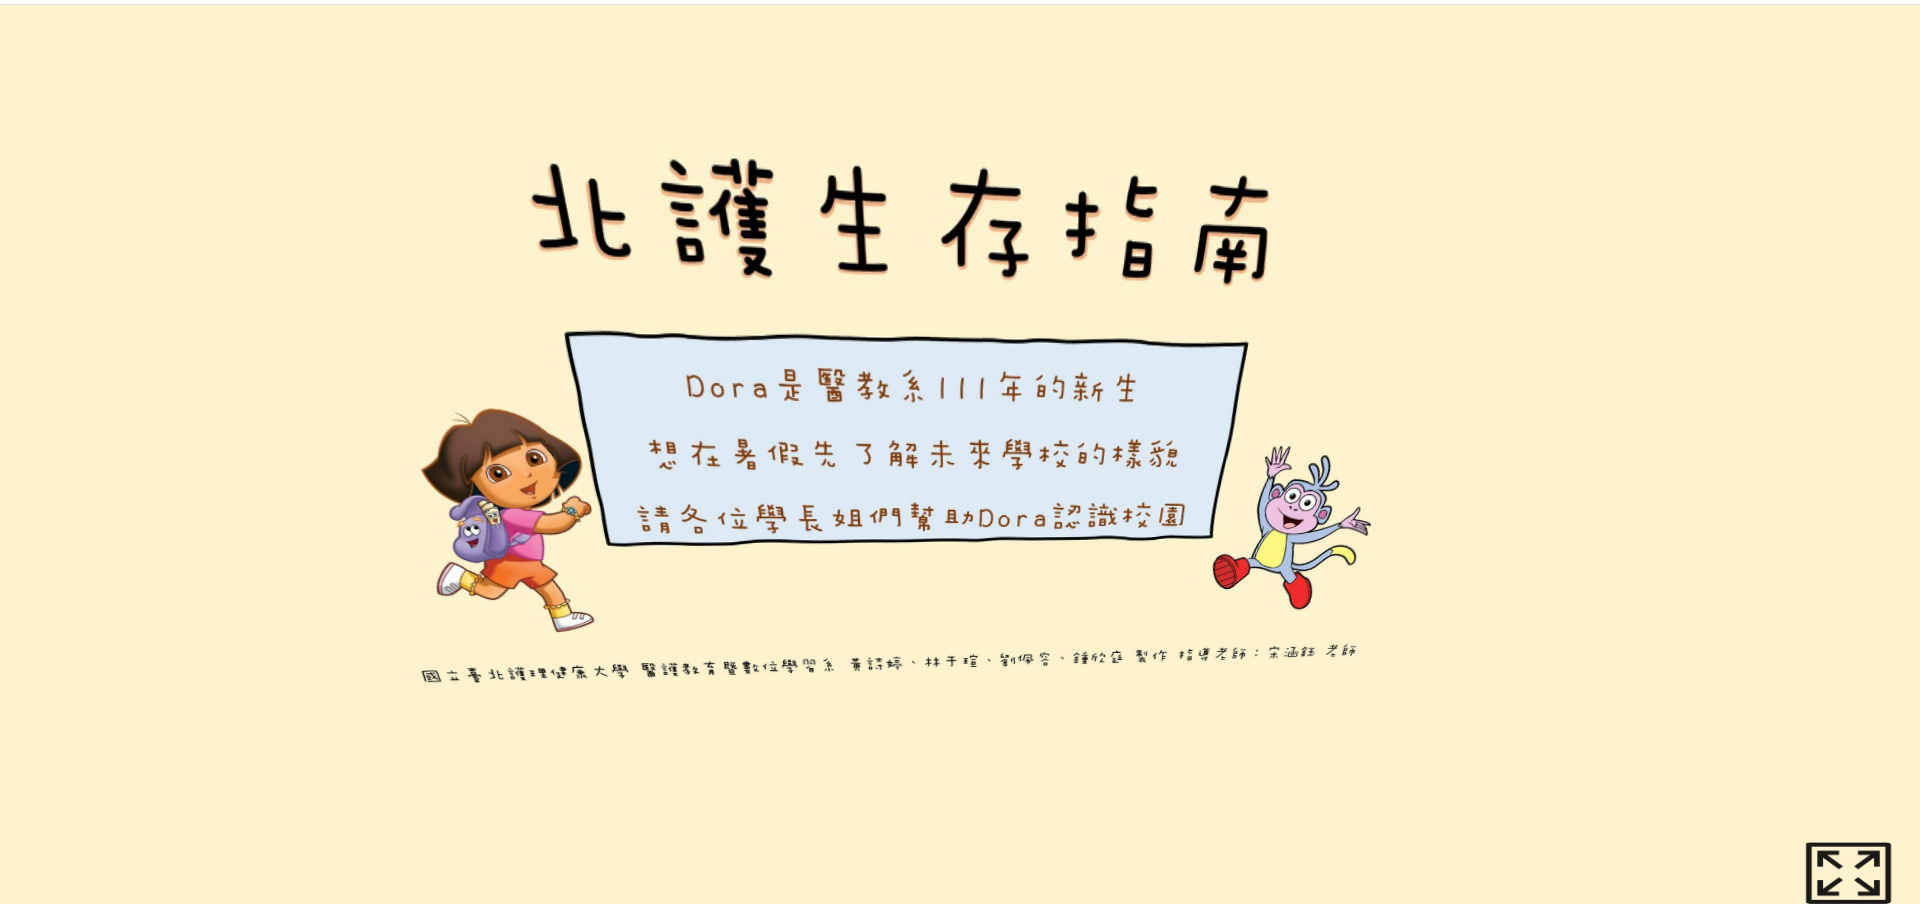 北護生存指南
Dora是醫教系111年的新生
想在暑假先了解未來學校的樣貌
請各位學長姐們幫助Dora認識校園
國立臺北護理健康大學 醫護教育暨數位學習系 黃詩婷、林于瑄、劉佩容、鍾欣庭 製作 指導老師：宋涵鈺 老師